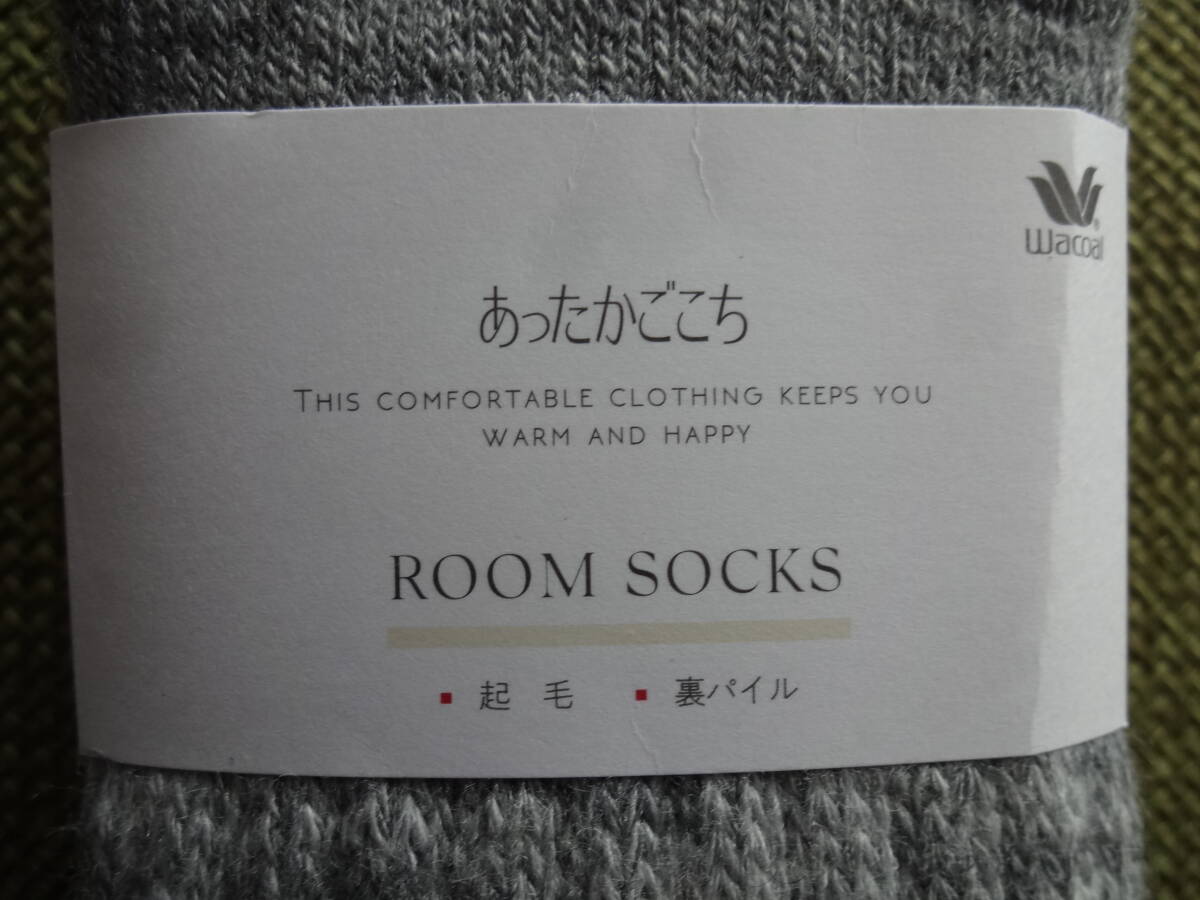 Wacoal
あったかごこち
THIS COMFORTABLE CLOTHING KEEPS YOU
WARM AND HAPPY
ROOM SOCKS
▪ 起 毛 ▪ 裏パイル